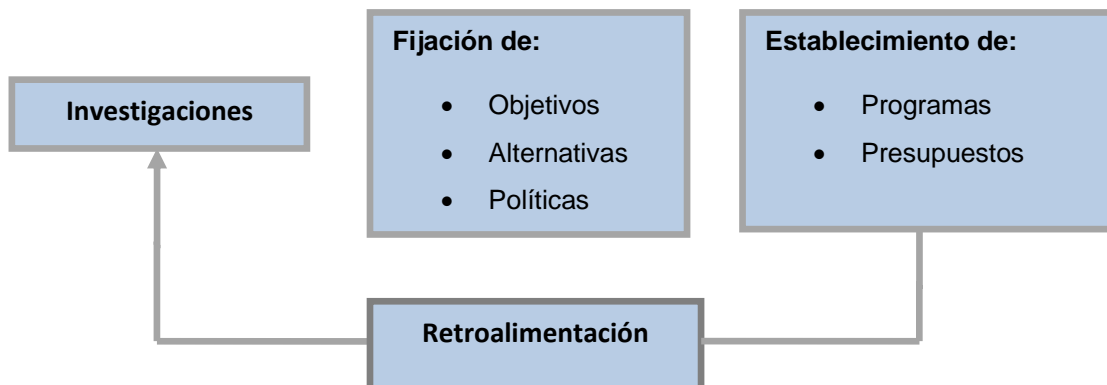 Investigaciones
Fijación de:
• Objetivos
• Alternativas
• Políticas
Establecimiento de:
• Programas
• Presupuestos
Retroalimentación